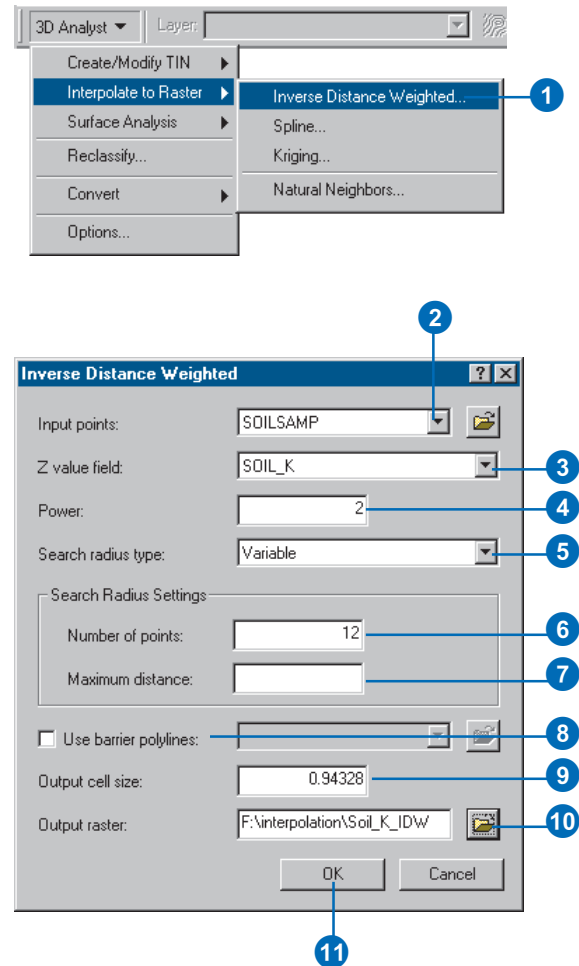 3D Analyst Layer:
Create/Modify TIN
Interpolate to Raster Inverse Distance Weighted... 1
Surface Analysis Spline...
Reclassify... Kriging...
Convert Natural Neighbors...
Options...
2
Inverse Distance Weighted ? X
Input points: SOILSAMP
Z value field: SOIL_K 3
Power: 2 4
Search radius type: Variable 5
Search Radius Settings
Number of points: 12 6
Maximum distance: 7
Use barrier polylines: 8
Output cell size: 0.94328 9
Output raster: F:\interpolation\Soil_K_IDW 10
OK Cancel
11